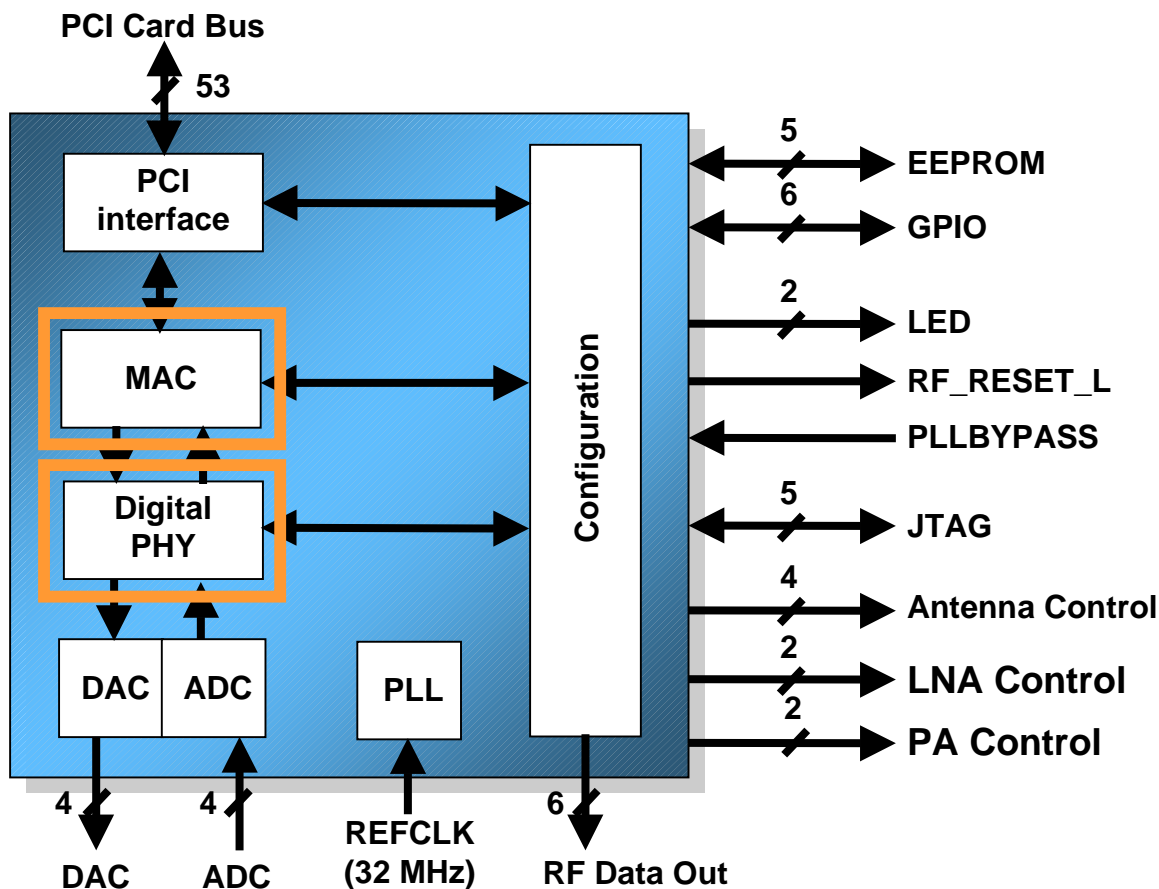 PCI Card Bus
53
PCI
interface
MAC
Digital
PHY
DAC
ADC
PLL
Configuration
5
EEPROM
6
GPIO
2
LED
RF_RESET_L
PLLBYPASS
5
JTAG
4
Antenna Control
2
LNA Control
2
PA Control
4
4
6
DAC
ADC
REFCLK
(32 MHz)
RF Data Out